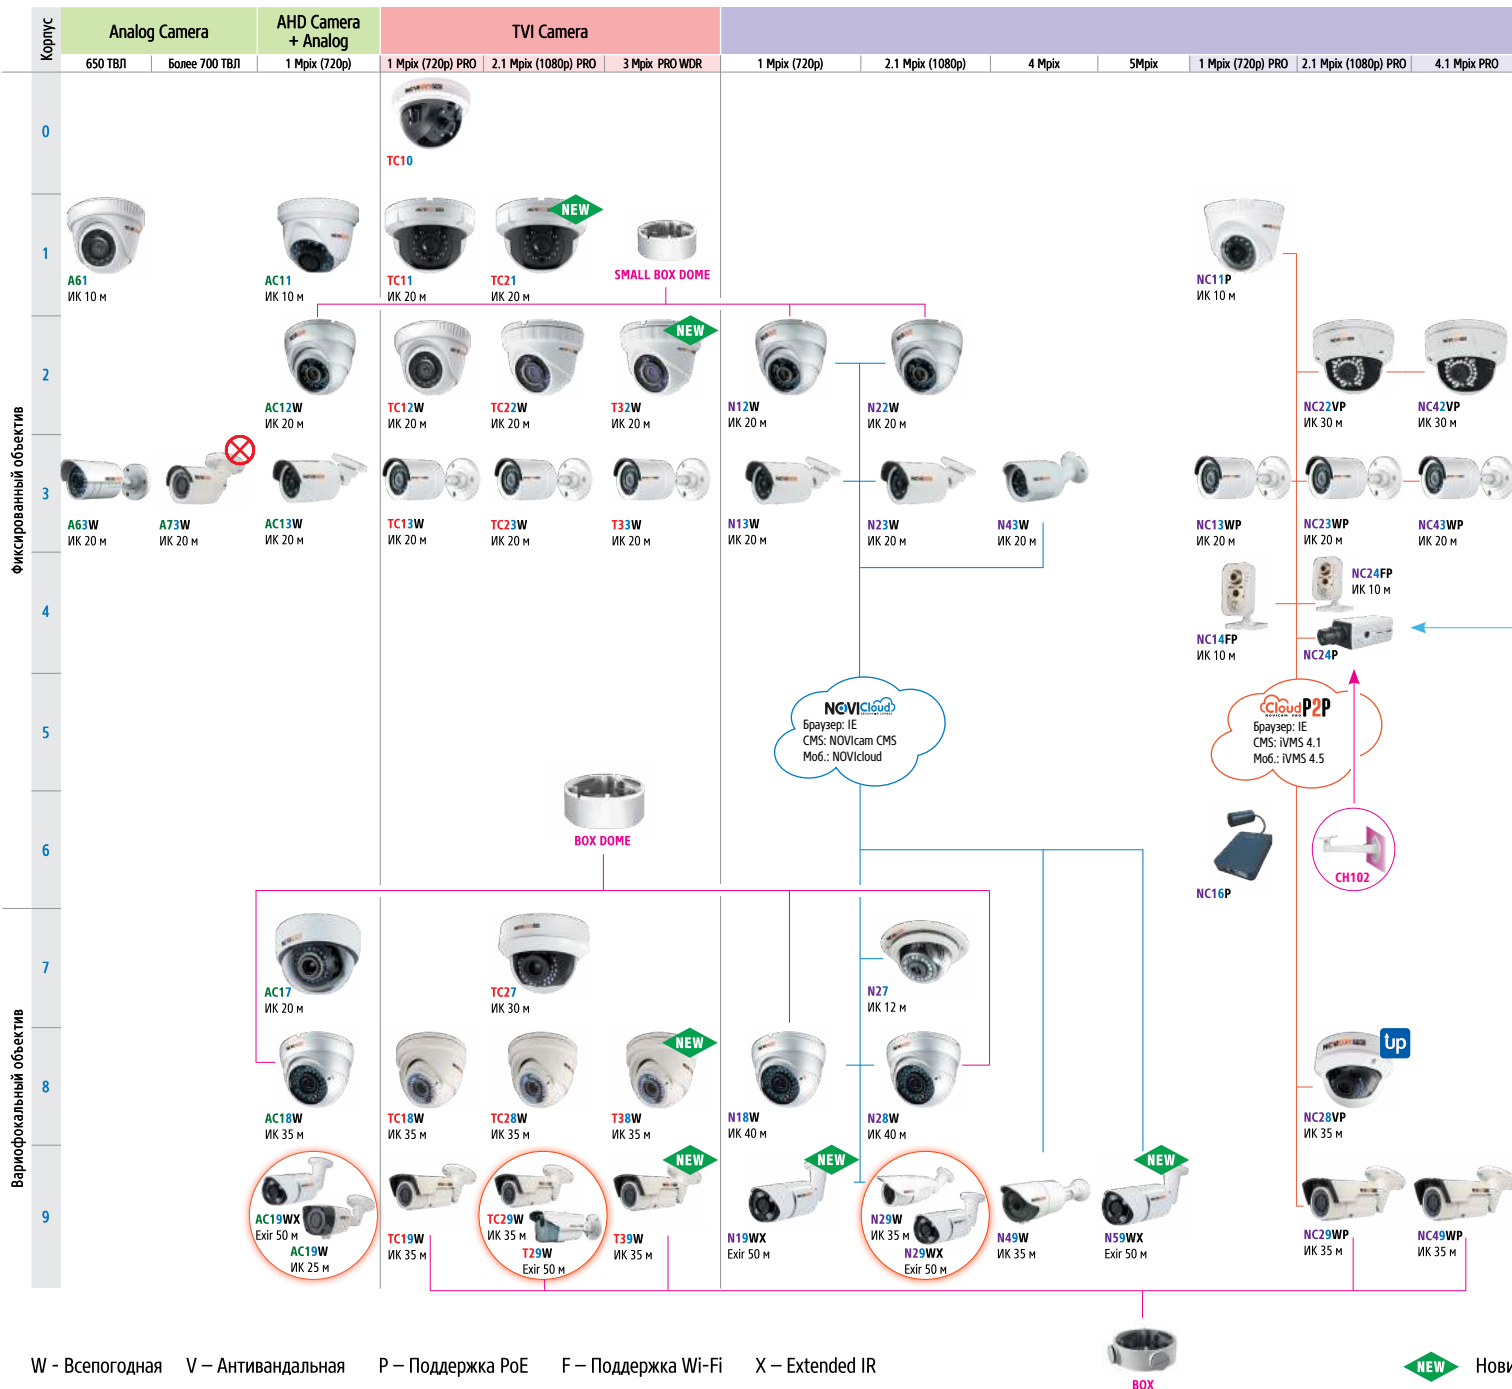 Корпус
Analog Camera
AHD Camera
+ Analog
TVI Camera
650 ТВЛ
Более 700 ТВЛ
1 Mpix (720p)
1 Mpix (720p) PRO
2.1 Mpix (1080p) PRO
3 Mpix PRO WDR
1 Mpix (720p)
2.1 Mpix (1080p)
4 Mpix
5Mpix
1 Mpix (720p) PRO
2.1 Mpix (1080p) PRO
4.1 Mpix PRO
Фиксированный объектив
0
TC10
1
A61
ИК 10 м
AC11
ИК 10 м
TC11
ИК 20 м
NEW
TC21
ИК 20 м
SMALL BOX DOME
NC11P
ИК 10 м
2
AC12W
ИК 20 м
TC12W
ИК 20 м
TC22W
ИК 20 м
NEW
T32W
ИК 20 м
N12W
ИК 20 м
N22W
ИК 20 м
NC22VP
ИК 30 м
NC42VP
ИК 30 м
3
A63W
ИК 20 м
A73W
ИК 20 м
AC13W
ИК 20 м
TC13W
ИК 20 м
TC23W
ИК 20 м
T33W
ИК 20 м
N13W
ИК 20 м
N23W
ИК 20 м
N43W
ИК 20 м
NC13WP
ИК 20 м
NC23WP
ИК 20 м
NC43WP
ИК 20 м
4
NC14FP
ИК 10 м
NC24FP
ИК 10 м
NC24P
5
NOVICloud
Браузер: IE
CMS: NOVIcam CMS
Моб.: NOVIcloud
Cloud P2P
NOVICAM PRO
Браузер: IE
CMS: iVMS 4.1
Моб.: iVMS 4.5
6
BOX DOME
NC16P
CH102
Вариофокальный объектив
7
AC17
ИК 20 м
TC27
ИК 30 м
N27
ИК 12 м
8
AC18W
ИК 35 м
TC18W
ИК 35 м
TC28W
ИК 35 м
NEW
T38W
ИК 35 м
N18W
ИК 40 м
N28W
ИК 40 м
up
NC28VP
ИК 35 м
9
AC19WX
Exir 50 м
AC19W
ИК 25 м
TC19W
ИК 35 м
TC29W
ИК 35 м
T29W
Exir 50 м
NEW
T39W
ИК 35 м
NEW
N19WX
Exir 50 м
N29W
ИК 35 м
N29WX
Exir 50 м
N49W
ИК 35 м
NEW
N59WX
Exir 50 м
NC29WP
ИК 35 м
NC49WP
ИК 35 м
BOX
W - Всепогодная V – Антивандальная P – Поддержка PoE F – Поддержка Wi-Fi X – Extended IR
NEW Нови